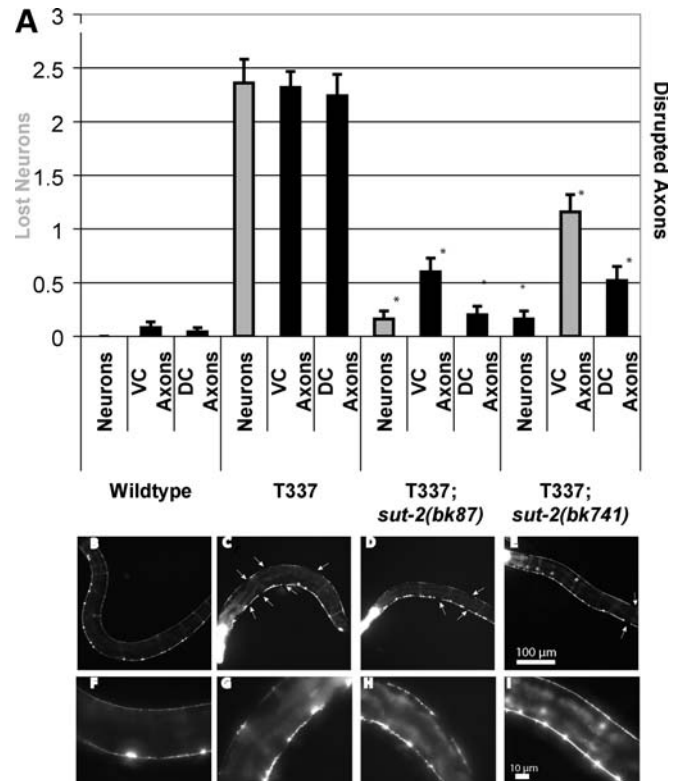 A
3
2.5
2
1.5
1
0.5
0
Lost Neurons
Disrupted Axons
*
*
*
*
*
*
Neurons
VC
Axons
DC
Axons
Neurons
VC
Axons
DC
Axons
Neurons
VC
Axons
DC
Axons
Neurons
VC
Axons
DC
Axons
Wildtype
T337
T337;
sut-2(bk87)
T337;
sut-2(bk741)
B
C
D
E
100 µm
F
G
H
I
10 µm